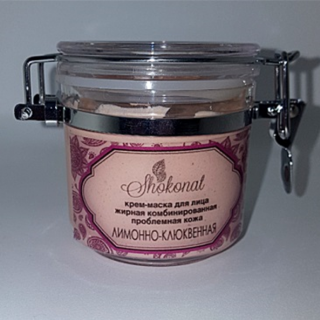 Shokonat
крем-маска для лица
жирная комбинированная
проблемная кожа
ЛИМОННО-КЛЮКВЕННАЯ